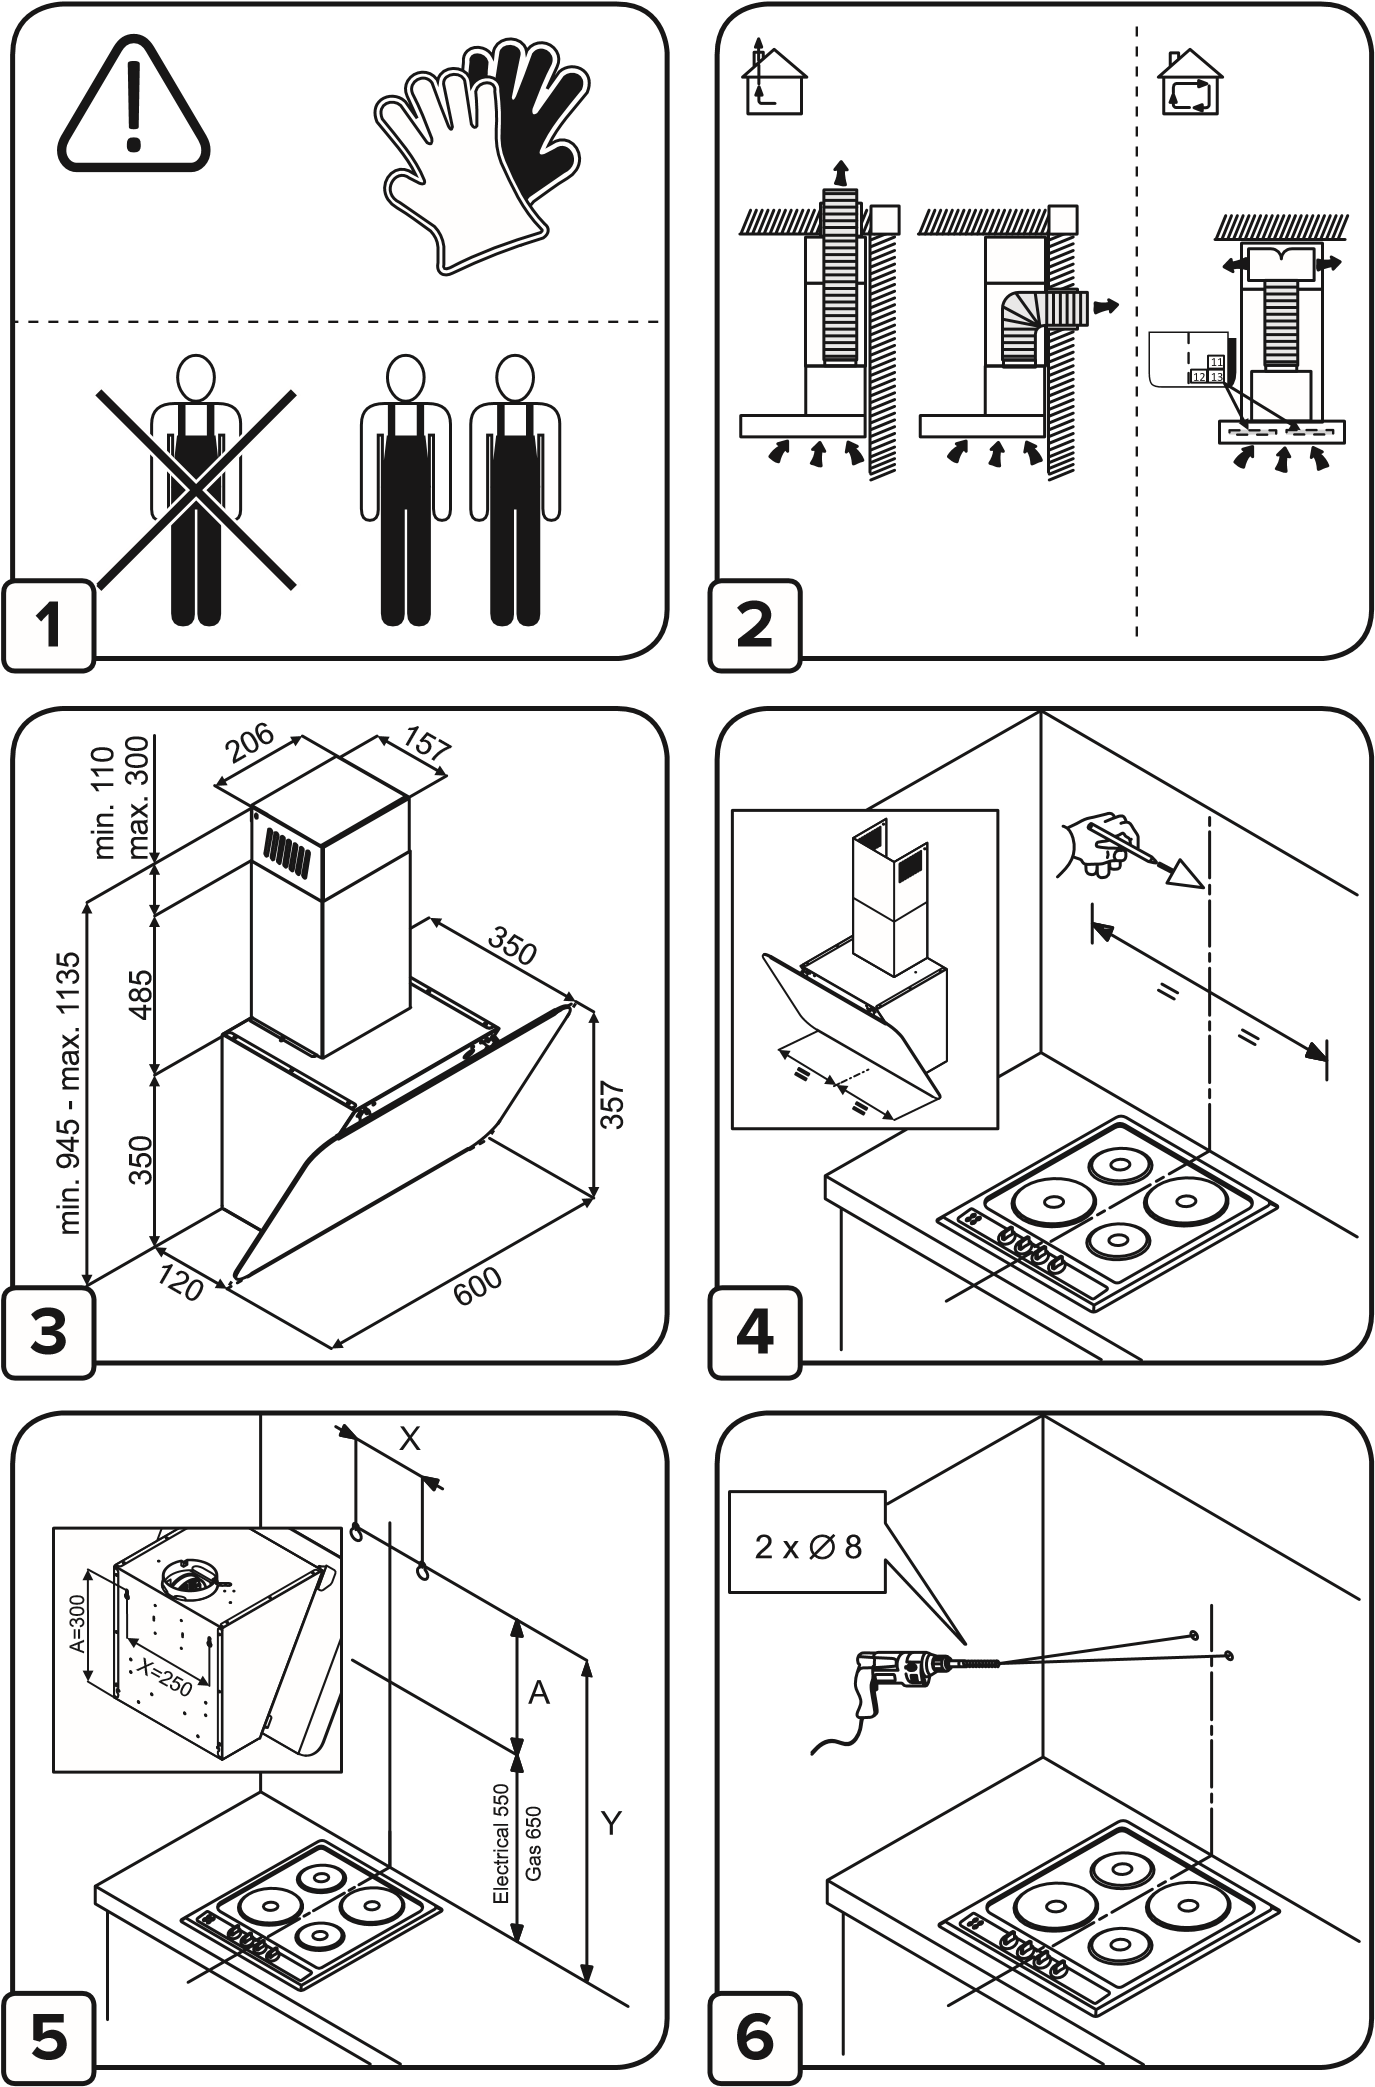 !
1
11
12 13
2
206
157
min. 110
max. 300
350
485
min. 945 - max. 1135
357
350
120
600
3
=
=
=
=
4
X
A=300
X=250
A
Electrical 550
Gas 650
Y
5
2 x ∅ 8
6